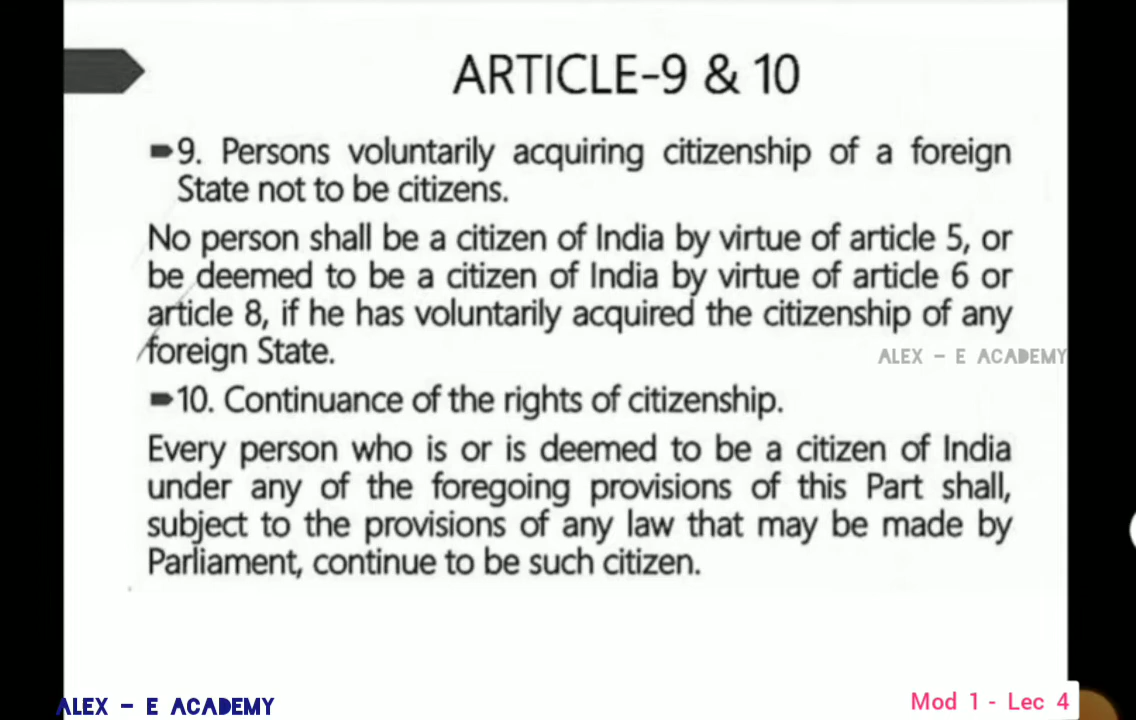 ARTICLE-9 & 10
9. Persons voluntarily acquiring citizenship of a foreign
State not to be citizens.
No person shall be a citizen of India by virtue of article 5, or
be deemed to be a citizen of India by virtue of article 6 or
article 8, if he has voluntarily acquired the citizenship of any
foreign State.
ALEX - E ACADEMY
10. Continuance of the rights of citizenship.
Every person who is or is deemed to be a citizen of India
under any of the foregoing provisions of this Part shall,
subject to the provisions of any law that may be made by
Parliament, continue to be such citizen.
ALEX - E ACADEMY
Mod 1 - Lec 4